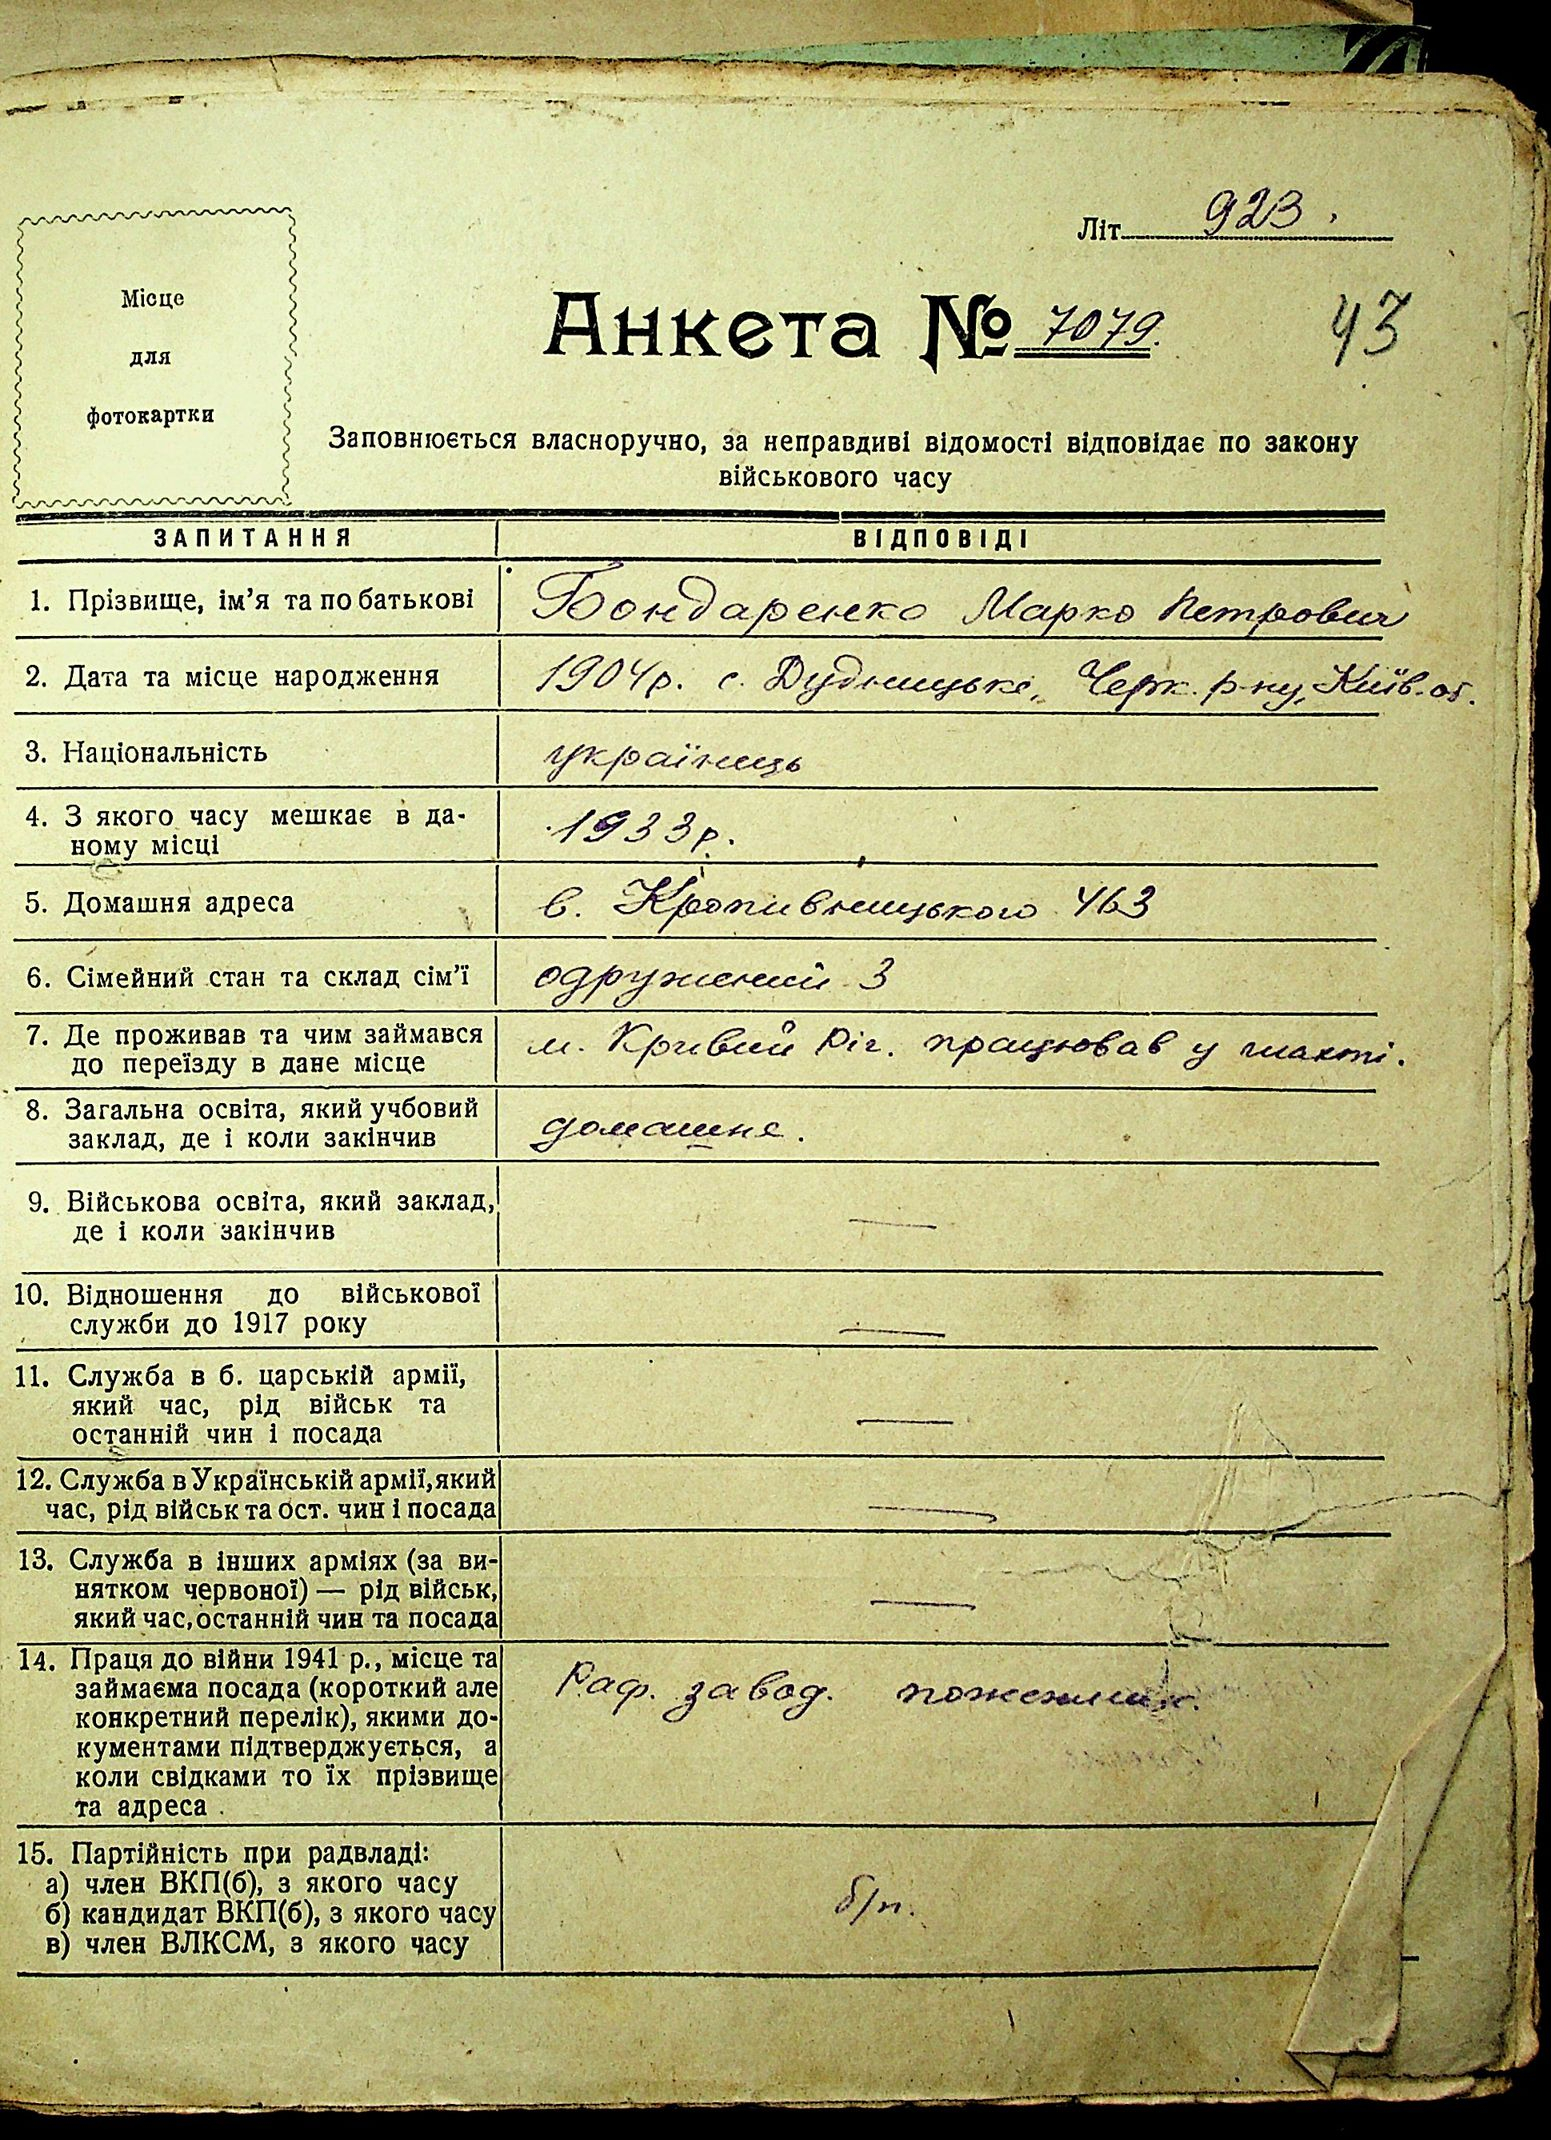 Літ. 923.
Місце
для
фотокартки
Анкета № 7079.
43
Заповнюється власноручно, за неправдиві відомості відповідає по закону
військового часу
ЗАПИТАННЯ ВІДПОВІДІ
1. Прізвище, ім'я та по батькові Бондаренко Марко Петрович
2. Дата та місце народження 1904р. с. Дудницьке, Черк. р-ну, Київ. об.
3. Національність українець
4. З якого часу мешкає в да-
ному місці 1933р.
5. Домашня адреса в. Кропивницького 463
6. Сімейний стан та склад сім'ї одружений 3
7. Де проживав та чим займався
до переїзду в дане місце м. Кривий Ріг. працював у шахті.
8. Загальна освіта, який учбовий
заклад, де і коли закінчив домашне.
9. Військова освіта, який заклад,
де і коли закінчив —
10. Відношення до військової
служби до 1917 року —
11. Служба в б. царській армії,
який час, рід військ та
останній чин і посада —
12. Служба в Українській армії, який
час, рід військ та ост. чин і посада —
13. Служба в інших арміях (за ви-
нятком червоної) — рід військ,
який час, останній чин та посада —
14. Праця до війни 1941 р., місце та
займаєма посада (короткий але
конкретний перелік), якими до-
кументами підтверджується, а
коли свідками то їх прізвище
та адреса
Раф. завод. пожежник.
15. Партійність при радвладі:
а) член ВКП(б), з якого часу
б) кандидат ВКП(б), з якого часу
в) член ВЛКСМ, з якого часу
б/п.